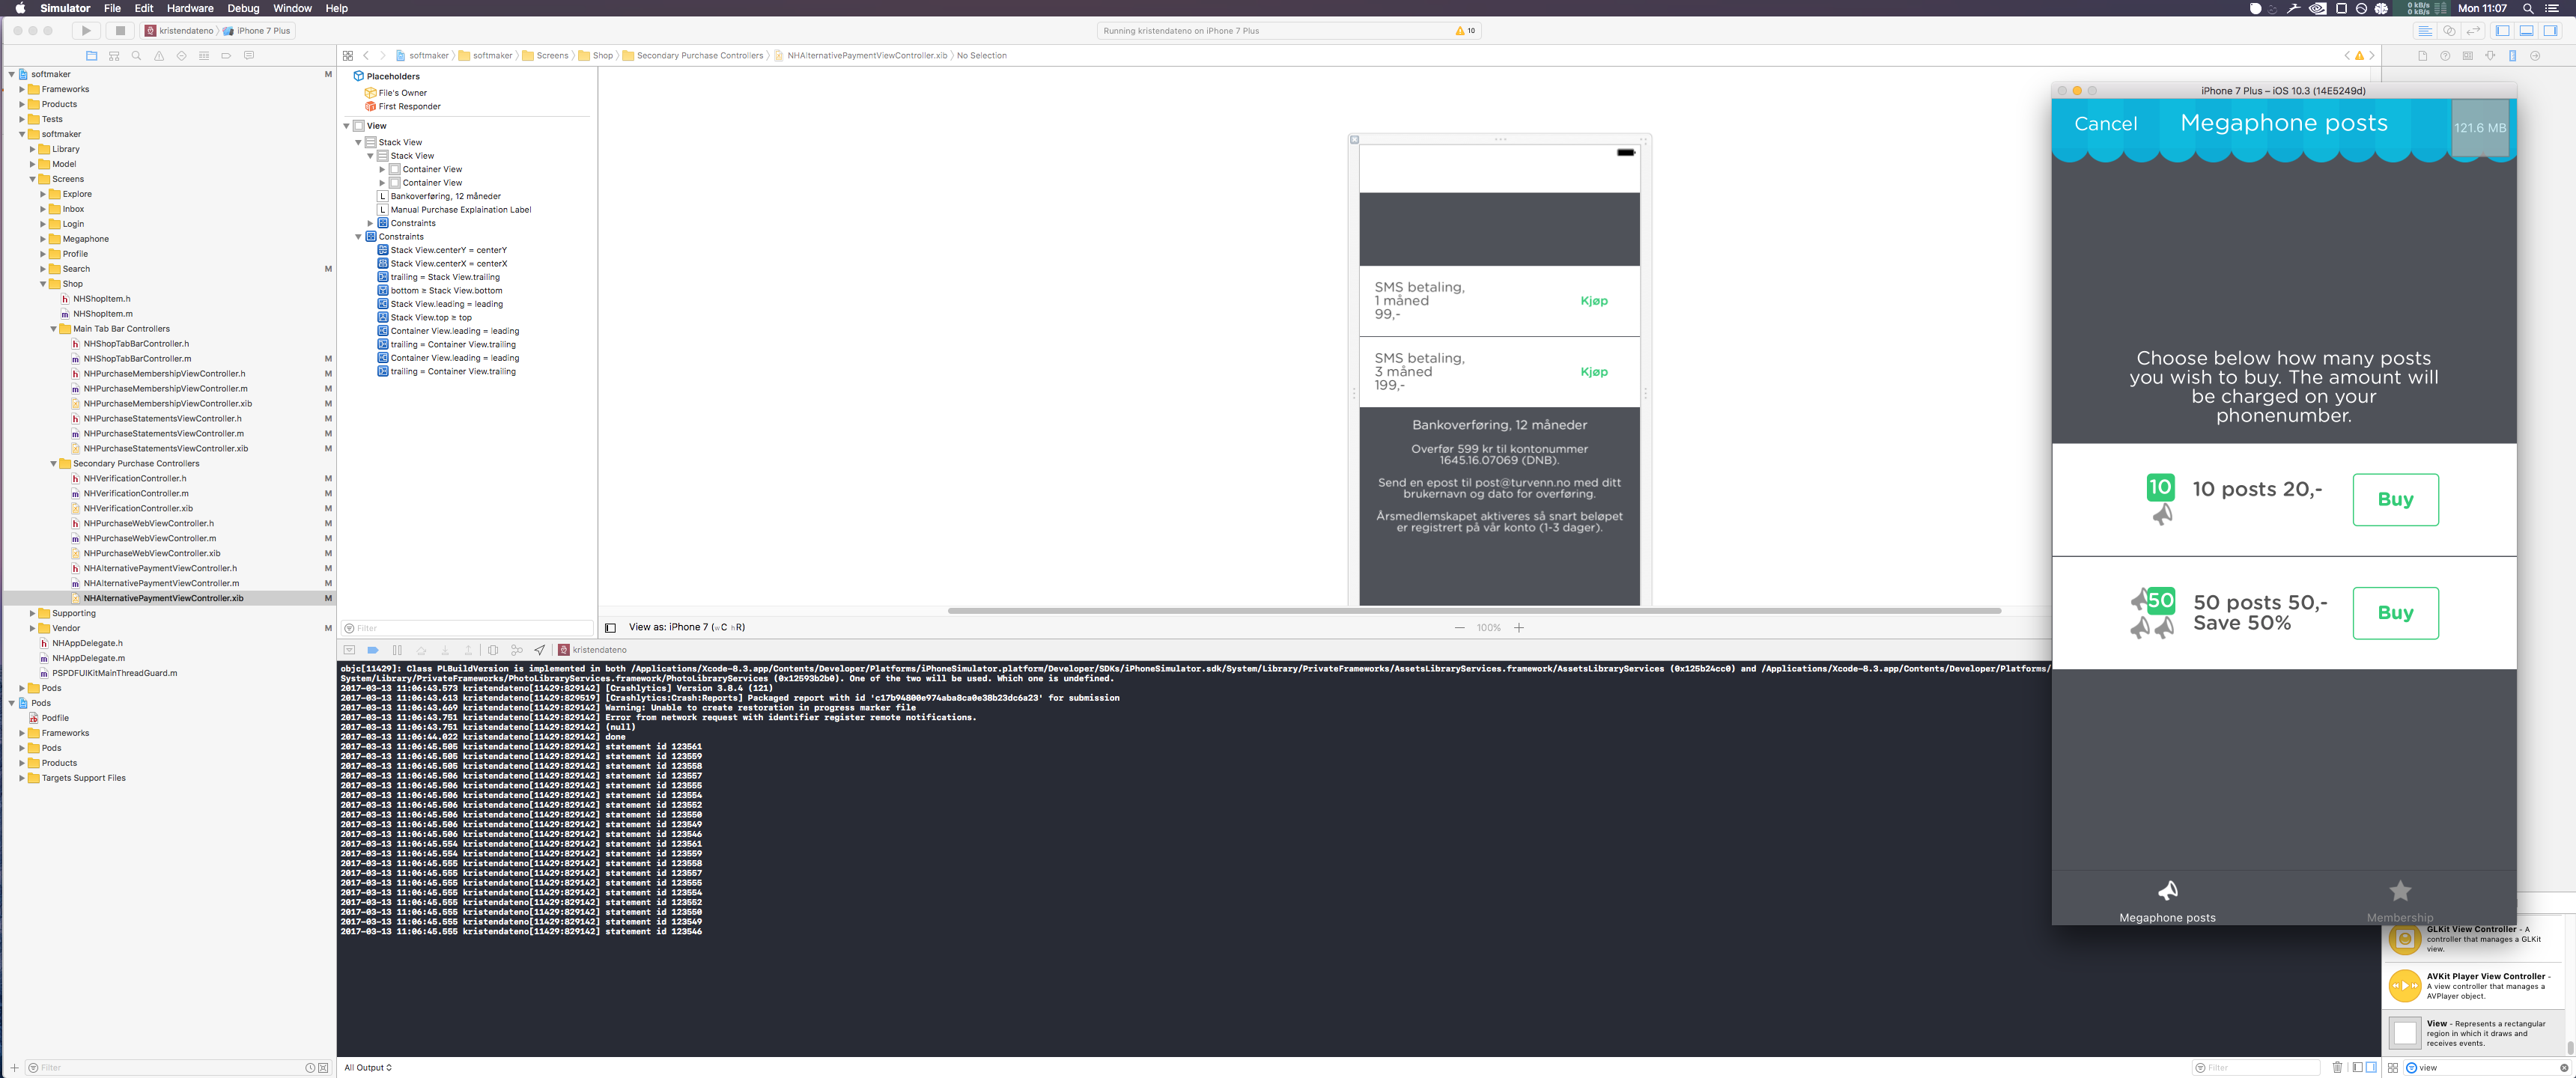 Simulator File Edit Hardware Debug Window Help
0 kB/s
0 kB/s
Mon 11:07
kristendateno iPhone 7 Plus
Running kristendateno on iPhone 7 Plus
10
softmaker softmaker Screens Shop Secondary Purchase Controllers NHAlternativePaymentViewController.xib No Selection
softmaker M
Frameworks
Products
Tests
softmaker
Library
Model
Screens
Explore
Inbox
Login
Megaphone
Profile
Search M
Shop
NHShopItem.h
NHShopItem.m
Main Tab Bar Controllers
NHShopTabBarController.h
NHShopTabBarController.m M
NHPurchaseMembershipViewController.h M
NHPurchaseMembershipViewController.m M
NHPurchaseMembershipViewController.xib M
NHPurchaseStatementsViewController.h M
NHPurchaseStatementsViewController.m M
NHPurchaseStatementsViewController.xib M
Secondary Purchase Controllers
NHVerificationController.h M
NHVerificationController.m M
NHVerificationController.xib M
NHPurchaseWebViewController.h M
NHPurchaseWebViewController.m M
NHPurchaseWebViewController.xib M
NHAlternativePaymentViewController.h M
NHAlternativePaymentViewController.m M
NHAlternativePaymentViewController.xib M
Supporting
Vendor M
NHAppDelegate.h
NHAppDelegate.m
PSPDFUIKitMainThreadGuard.m
Pods
Pods
Podfile
Frameworks
Pods
Products
Targets Support Files
Filter
Placeholders
File's Owner
First Responder
View
Stack View
Stack View
Container View
Container View
L Bankoverføring, 12 måneder
L Manual Purchase Explaination Label
Constraints
Constraints
Stack View.centerY = centerY
Stack View.centerX = centerX
trailing = Stack View.trailing
bottom ≥ Stack View.bottom
Stack View.leading = leading
Stack View.top ≥ top
Container View.leading = leading
trailing = Container View.trailing
Container View.leading = leading
trailing = Container View.trailing
Filter
SMS betaling,
1 måned
99,-
Kjøp
SMS betaling,
3 måned
199,-
Kjøp
Bankoverføring, 12 måneder
Overfør 599 kr til kontonummer
1645.16.07069 (DNB).
Send en epost til post@turvenn.no med ditt
brukernavn og dato for overføring.
Årsmedlemskapet aktiveres så snart beløpet
er registrert på vår konto (1-3 dager).
View as: iPhone 7 (wC hR)
100%
kristendateno
objc[11429]: Class PLBuildVersion is implemented in both /Applications/Xcode-8.3.app/Contents/Developer/Platforms/iPhoneSimulator.platform/Developer/SDKs/iPhoneSimulator.sdk/System/Library/PrivateFrameworks/AssetsLibraryServices.framework/AssetsLibraryServices (0x125b24cc0) and /Applications/Xcode-8.3.app/Contents/Developer/Platforms/
System/Library/PrivateFrameworks/PhotoLibraryServices.framework/PhotoLibraryServices (0x12593b2b0). One of the two will be used. Which one is undefined.
2017-03-13 11:06:43.573 kristendateno[11429:829142] [Crashlytics] Version 3.8.4 (121)
2017-03-13 11:06:43.613 kristendateno[11429:829519] [Crashlytics:Crash:Reports] Packaged report with id 'c17b94800e974aba8ca0e38b23dc6a23' for submission
2017-03-13 11:06:43.669 kristendateno[11429:829142] Warning: Unable to create restoration in progress marker file
2017-03-13 11:06:43.751 kristendateno[11429:829142] Error from network request with identifier register remote notifications.
2017-03-13 11:06:43.751 kristendateno[11429:829142] (null)
2017-03-13 11:06:44.022 kristendateno[11429:829142] done
2017-03-13 11:06:45.505 kristendateno[11429:829142] statement id 123561
2017-03-13 11:06:45.505 kristendateno[11429:829142] statement id 123559
2017-03-13 11:06:45.505 kristendateno[11429:829142] statement id 123558
2017-03-13 11:06:45.506 kristendateno[11429:829142] statement id 123557
2017-03-13 11:06:45.506 kristendateno[11429:829142] statement id 123555
2017-03-13 11:06:45.506 kristendateno[11429:829142] statement id 123554
2017-03-13 11:06:45.506 kristendateno[11429:829142] statement id 123552
2017-03-13 11:06:45.506 kristendateno[11429:829142] statement id 123550
2017-03-13 11:06:45.506 kristendateno[11429:829142] statement id 123549
2017-03-13 11:06:45.506 kristendateno[11429:829142] statement id 123546
2017-03-13 11:06:45.554 kristendateno[11429:829142] statement id 123561
2017-03-13 11:06:45.554 kristendateno[11429:829142] statement id 123559
2017-03-13 11:06:45.555 kristendateno[11429:829142] statement id 123558
2017-03-13 11:06:45.555 kristendateno[11429:829142] statement id 123557
2017-03-13 11:06:45.555 kristendateno[11429:829142] statement id 123555
2017-03-13 11:06:45.555 kristendateno[11429:829142] statement id 123554
2017-03-13 11:06:45.555 kristendateno[11429:829142] statement id 123552
2017-03-13 11:06:45.555 kristendateno[11429:829142] statement id 123550
2017-03-13 11:06:45.555 kristendateno[11429:829142] statement id 123549
2017-03-13 11:06:45.555 kristendateno[11429:829142] statement id 123546
All Output
Filter
iPhone 7 Plus – iOS 10.3 (14E5249d)
Cancel Megaphone posts 121.6 MB
Choose below how many posts
you wish to buy. The amount will
be charged on your
phonenumber.
10 10 posts 20,- Buy
50 50 posts 50,-
Save 50%
Buy
Megaphone posts Membership
GLKit View Controller - A
controller that manages a GLKit
view.
AVKit Player View Controller -
A view controller that manages a
AVPlayer object.
View - Represents a rectangular
region in which it draws and
receives events.
view